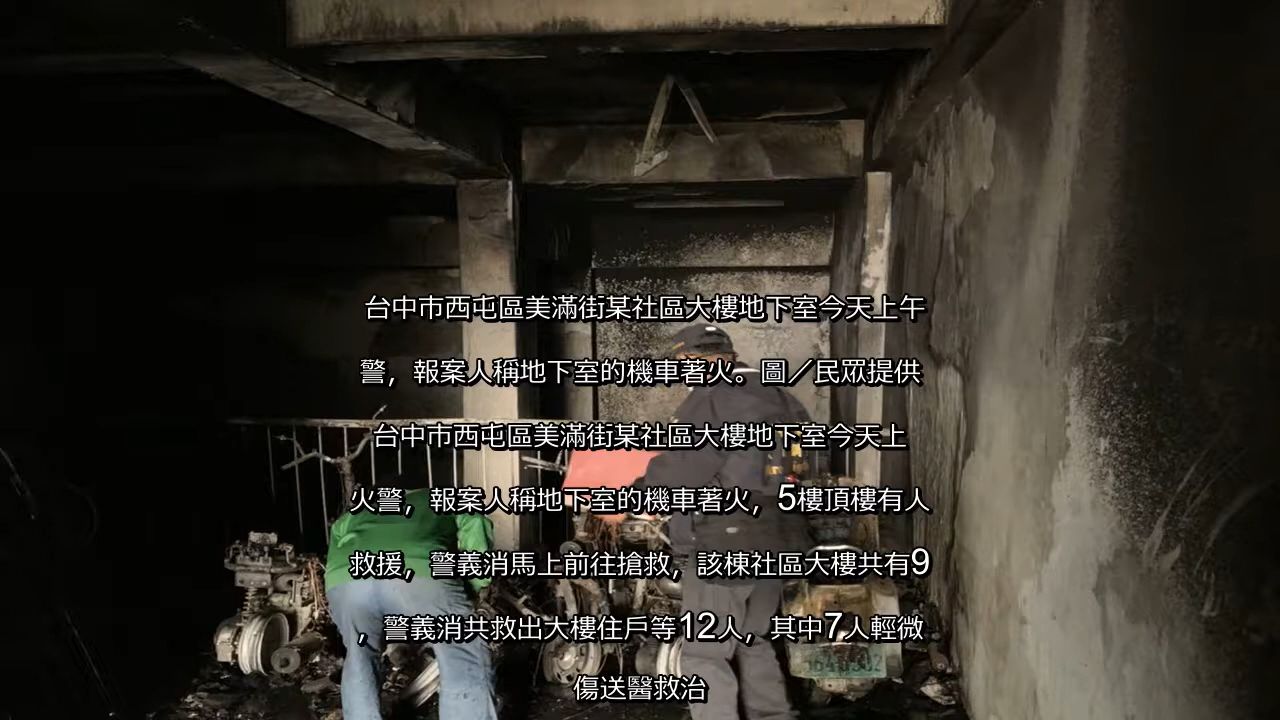 台中市西屯區美滿街某社區大樓地下室今天上午
警，報案人稱地下室的機車著火。圖／民眾提供
台中市西屯區美滿街某社區大樓地下室今天上
火警，報案人稱地下室的機車著火，5樓頂樓有人
救援，警義消馬上前往搶救，該棟社區大樓共有9
，警義消共救出大樓住戶等12人，其中7人輕微
傷送醫救治